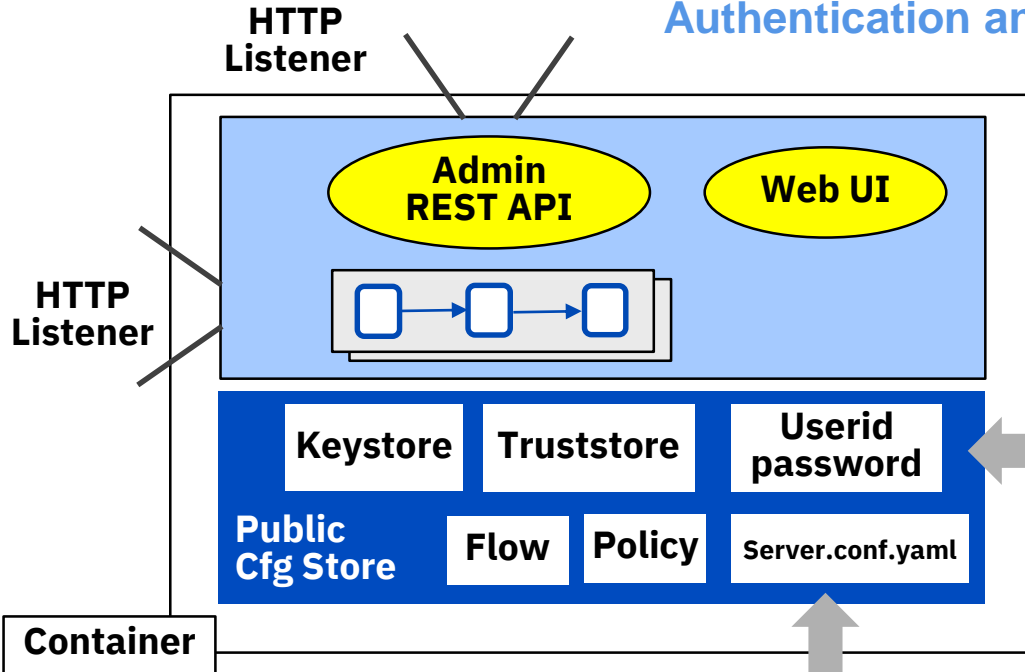 HTTP
Listener
Authentication an
Admin
REST API
Web UI
HTTP
Listener
Keystore
Truststore
Userid
password
Public
Cfg Store
Flow
Policy
Server.conf.yaml
Container